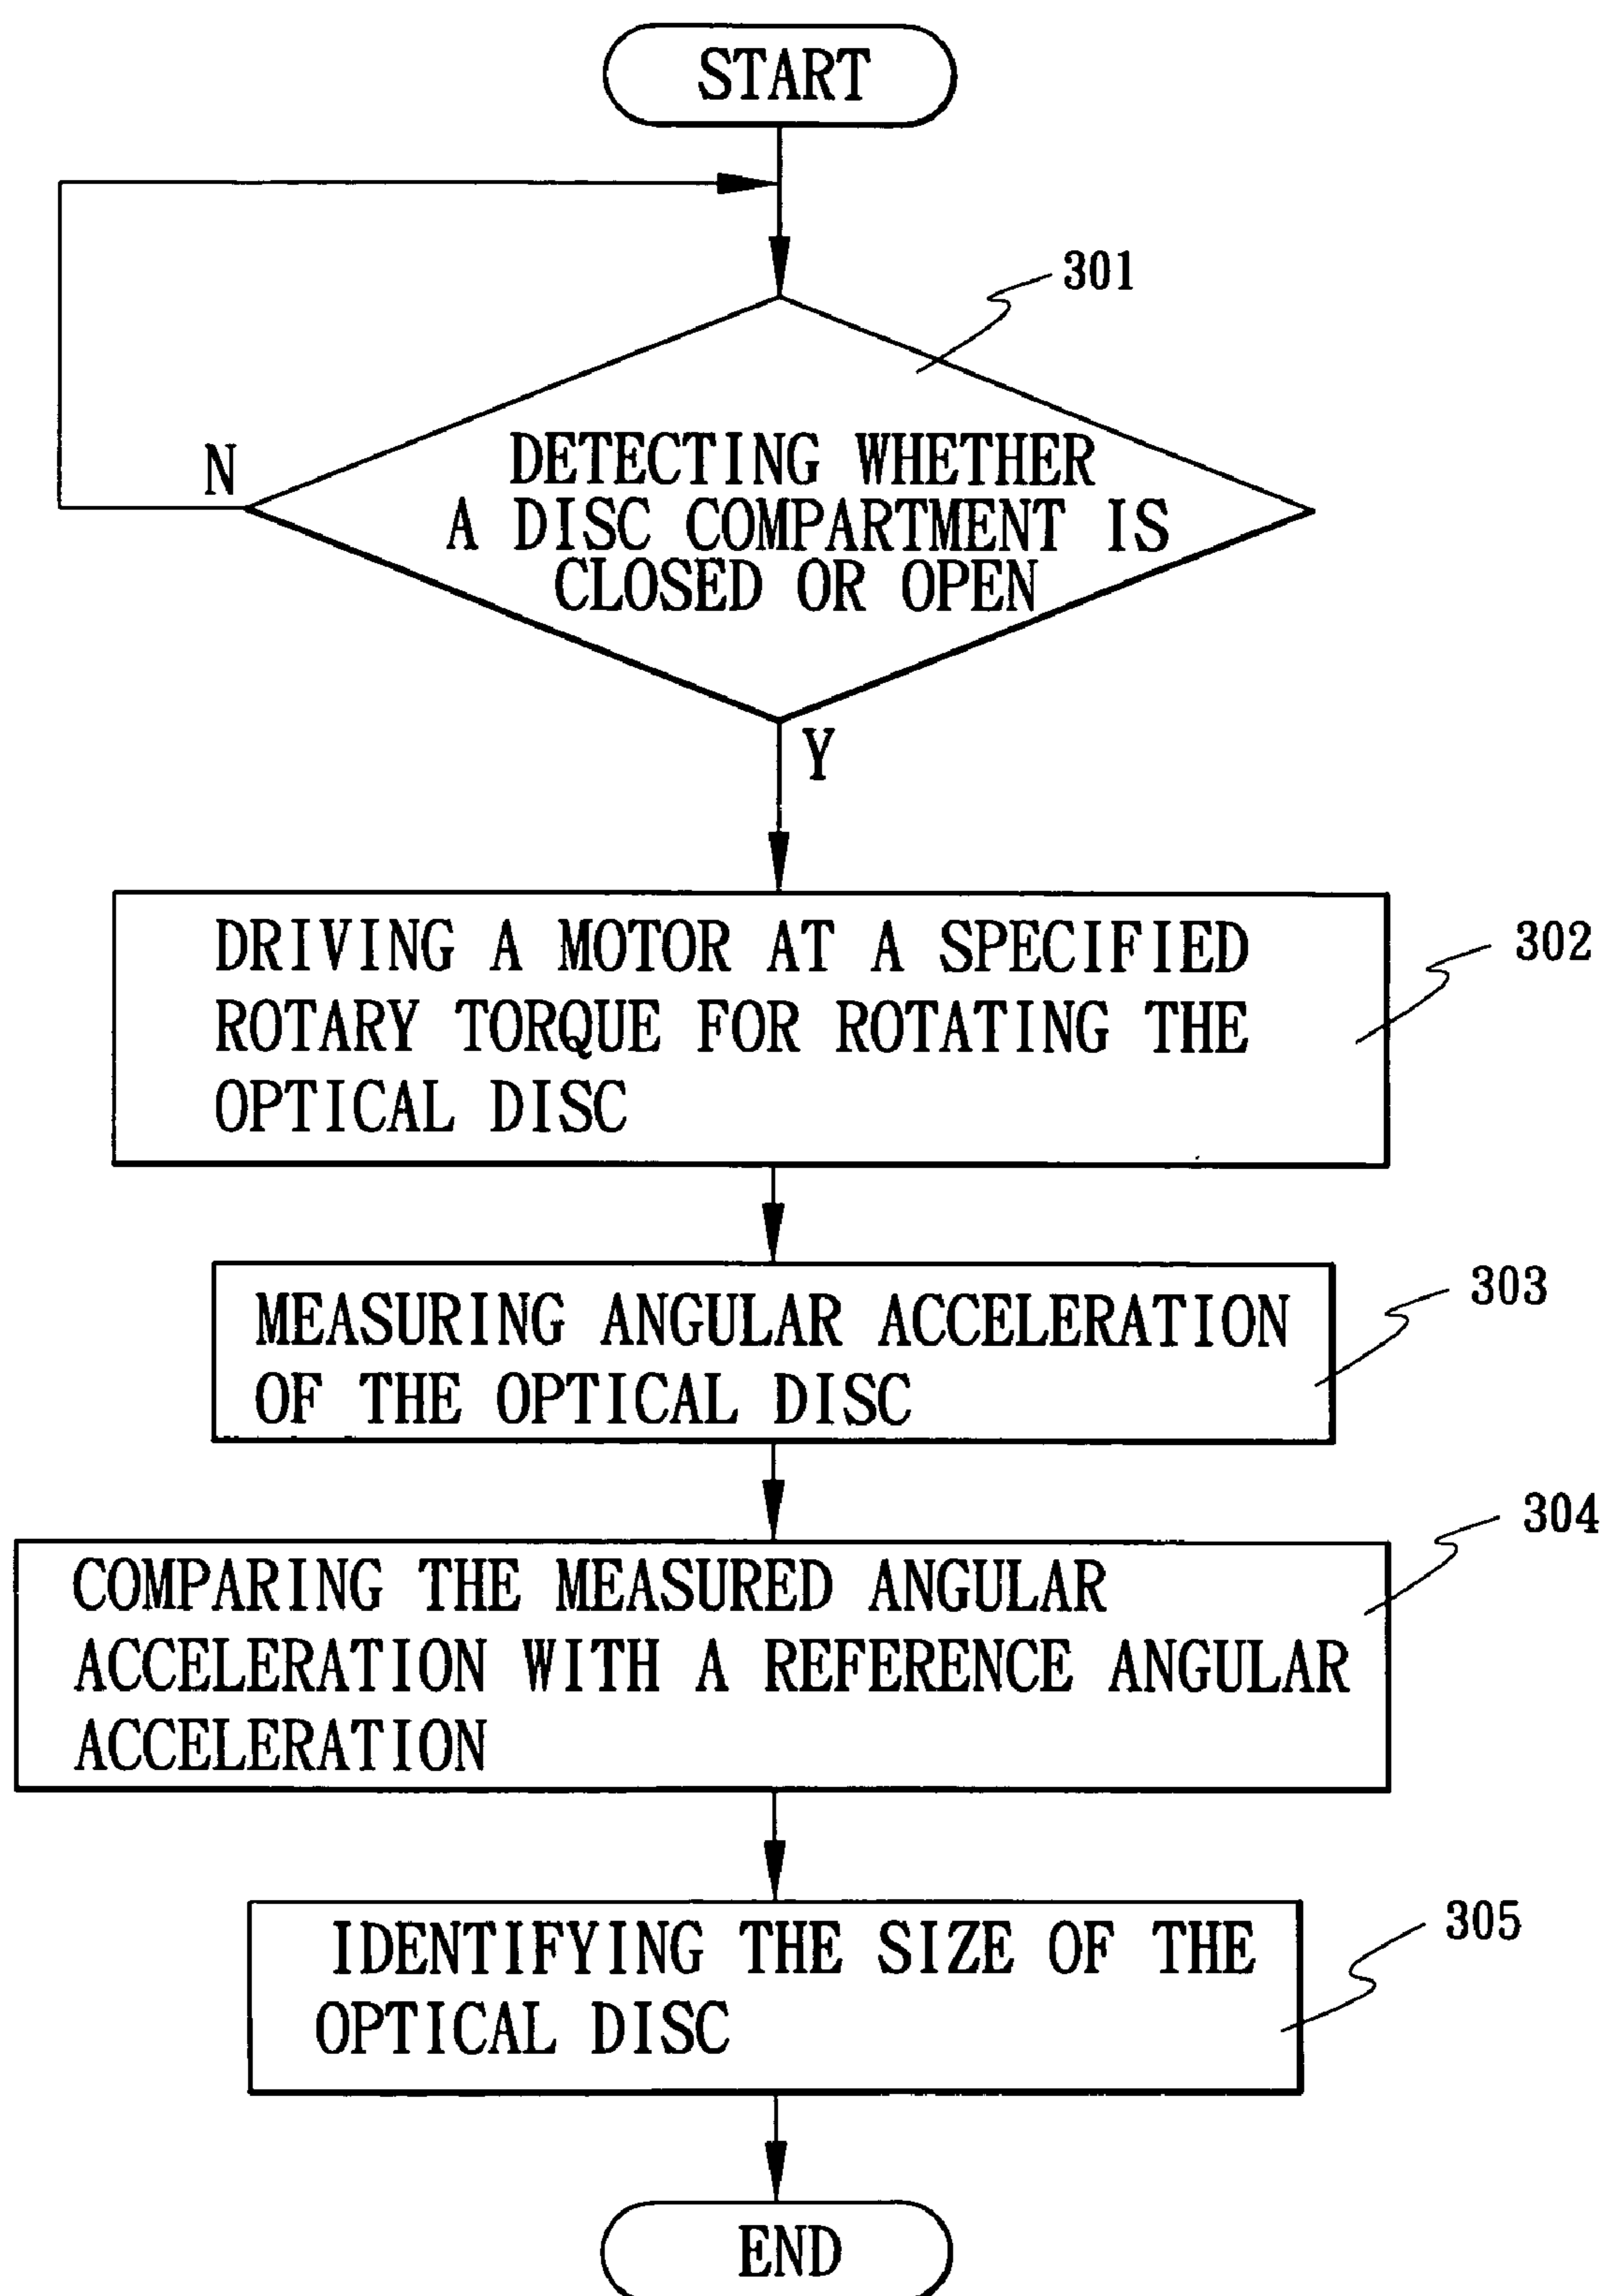 START
301
DETECTING WHETHER
A DISC COMPARTMENT IS
CLOSED OR OPEN
N
Y
DRIVING A MOTOR AT A SPECIFIED
ROTARY TORQUE FOR ROTATING THE
OPTICAL DISC
302
MEASURING ANGULAR ACCELERATION
OF THE OPTICAL DISC
303
COMPARING THE MEASURED ANGULAR
ACCELERATION WITH A REFERENCE ANGULAR
ACCELERATION
304
IDENTIFYING THE SIZE OF THE
OPTICAL DISC
305
END